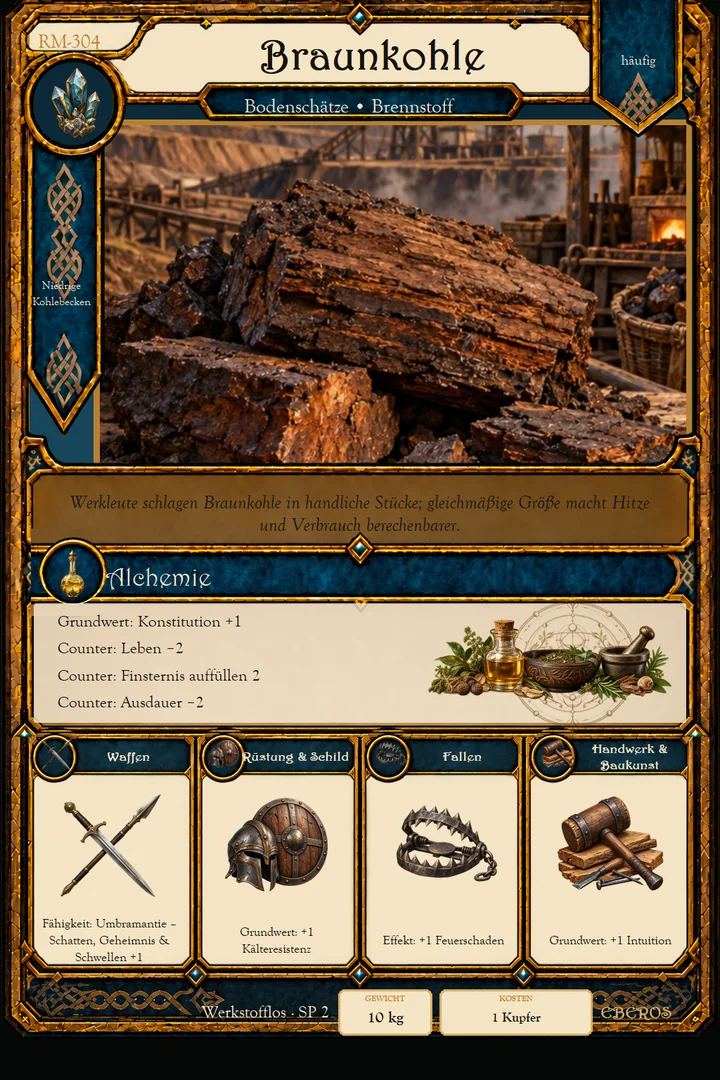 RM-304
Braunkohle
häufig
Bodenschätze • Brennstoff
Niedrige
Kohlebecken
Werkleute schlagen Braunkohle in handliche Stücke; gleichmäßige Größe macht Hitze
und Verbrauch berechenbarer.
Alchemie
Grundwert: Konstitution +1
Counter: Leben −2
Counter: Finsternis auffüllen 2
Counter: Ausdauer −2
Waffen
Fähigkeit: Umbramantie –
Schatten, Geheimnis &
Schwellen +1
Rüstung & Schild
Grundwert: +1
Kälteresistenz
Fallen
Effekt: +1 Feuerschaden
Handwerk &
Baukunst
Grundwert: +1 Intuition
Werkstofflos · SP 2
GEWICHT
10 kg
KOSTEN
1 Kupfer
EBEROS